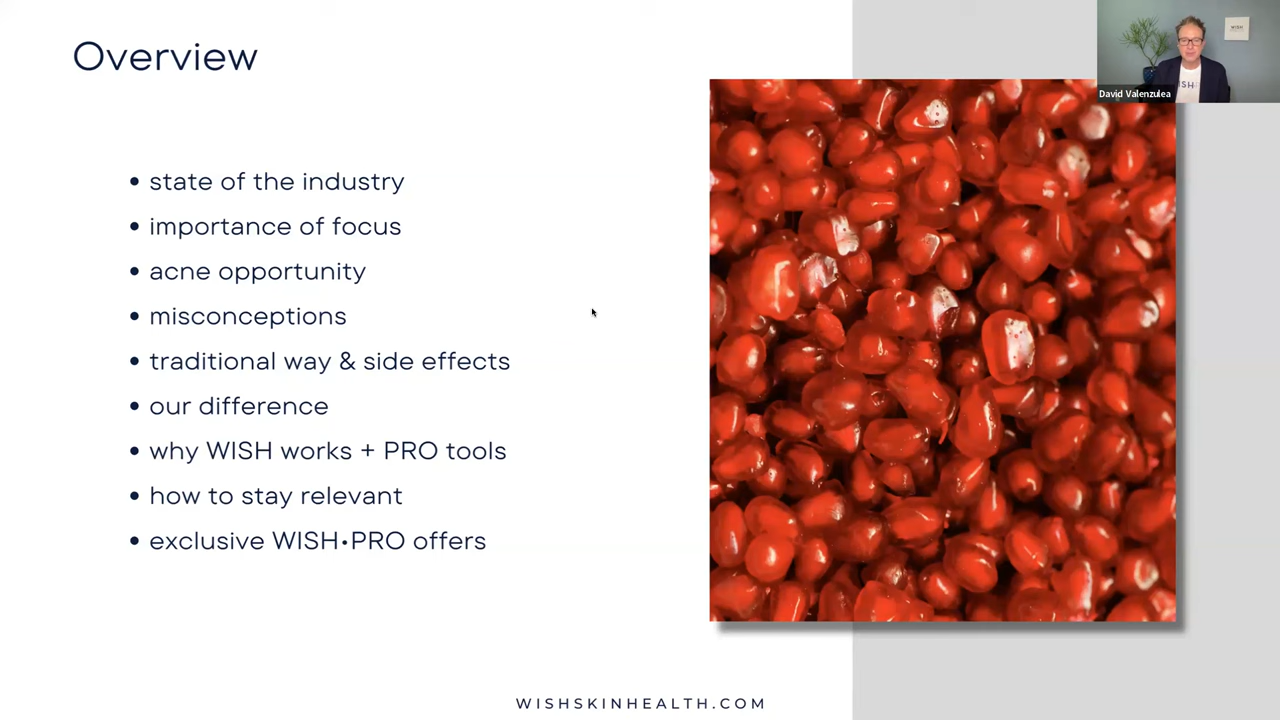 Overview
David Valenzulea
• state of the industry
• importance of focus
• acne opportunity
• misconceptions
• traditional way & side effects
• our difference
• why WISH works + PRO tools
• how to stay relevant
• exclusive WISH•PRO offers
WISHSKINHEALTH.COM